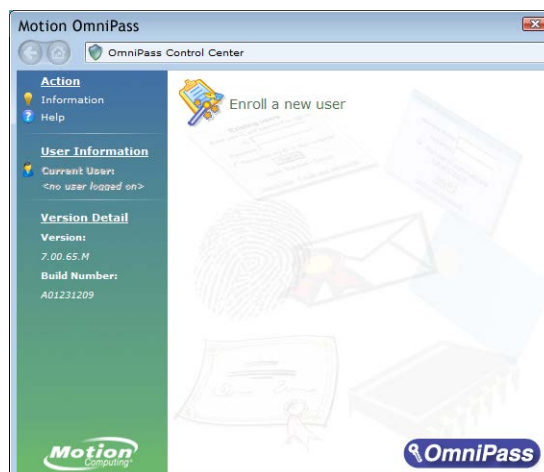 Motion OmniPass
OmniPass Control Center
Action
Information
Help
User Information
Current User:
<no user logged on>
Version Detail
Version:
7.00.65.M
Build Number:
A01231209
Enroll a new user
Motion
Computing
OmniPass